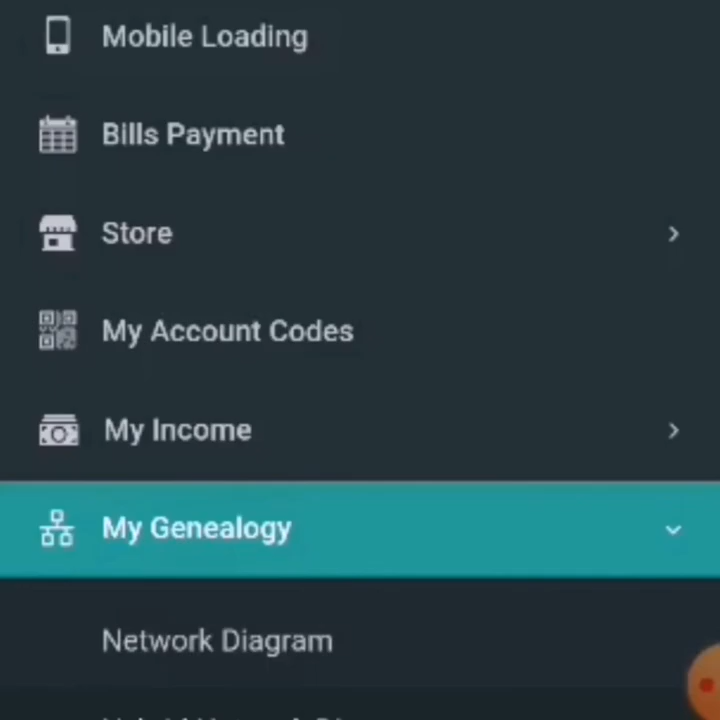 Mobile Loading
Bills Payment
Store
My Account Codes
My Income
My Genealogy
Network Diagram